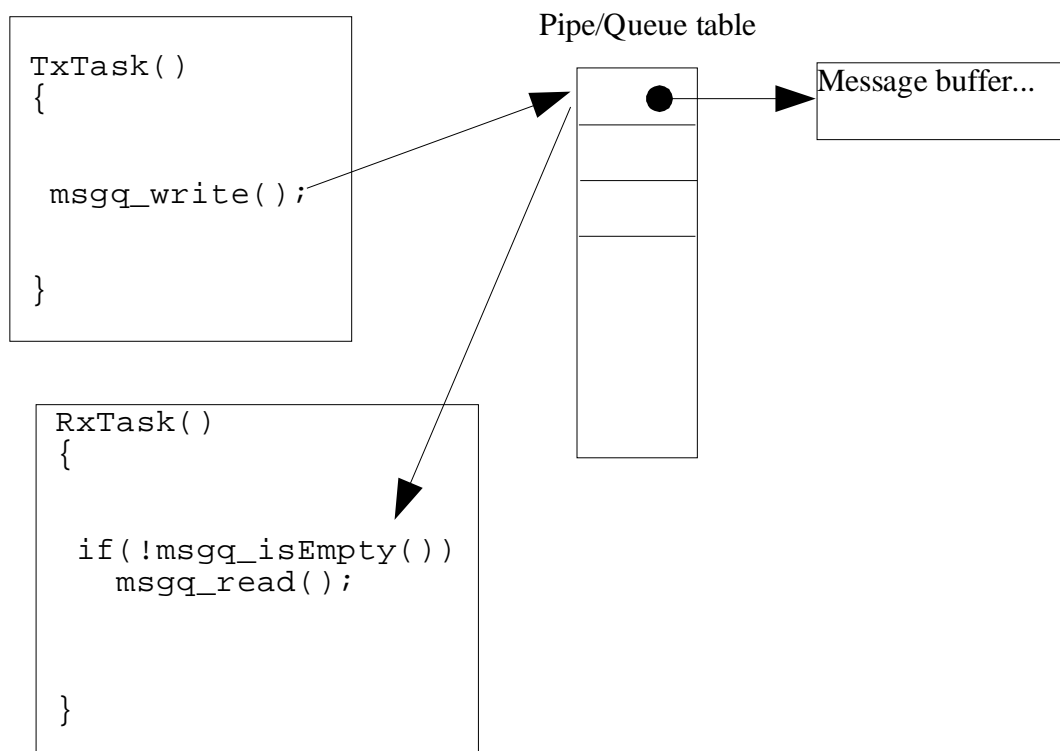 Pipe/Queue table
TxTask()
{
msgq_write();
}
Message buffer...
RxTask()
{
if(!msgq_isEmpty())
msgq_read();
}